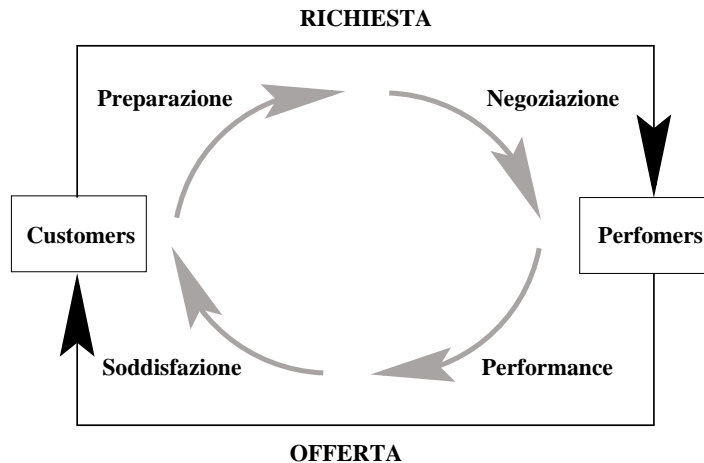 RICHIESTA
Preparazione
Negoziazione
Customers
Perfomers
Soddisfazione
Performance
OFFERTA